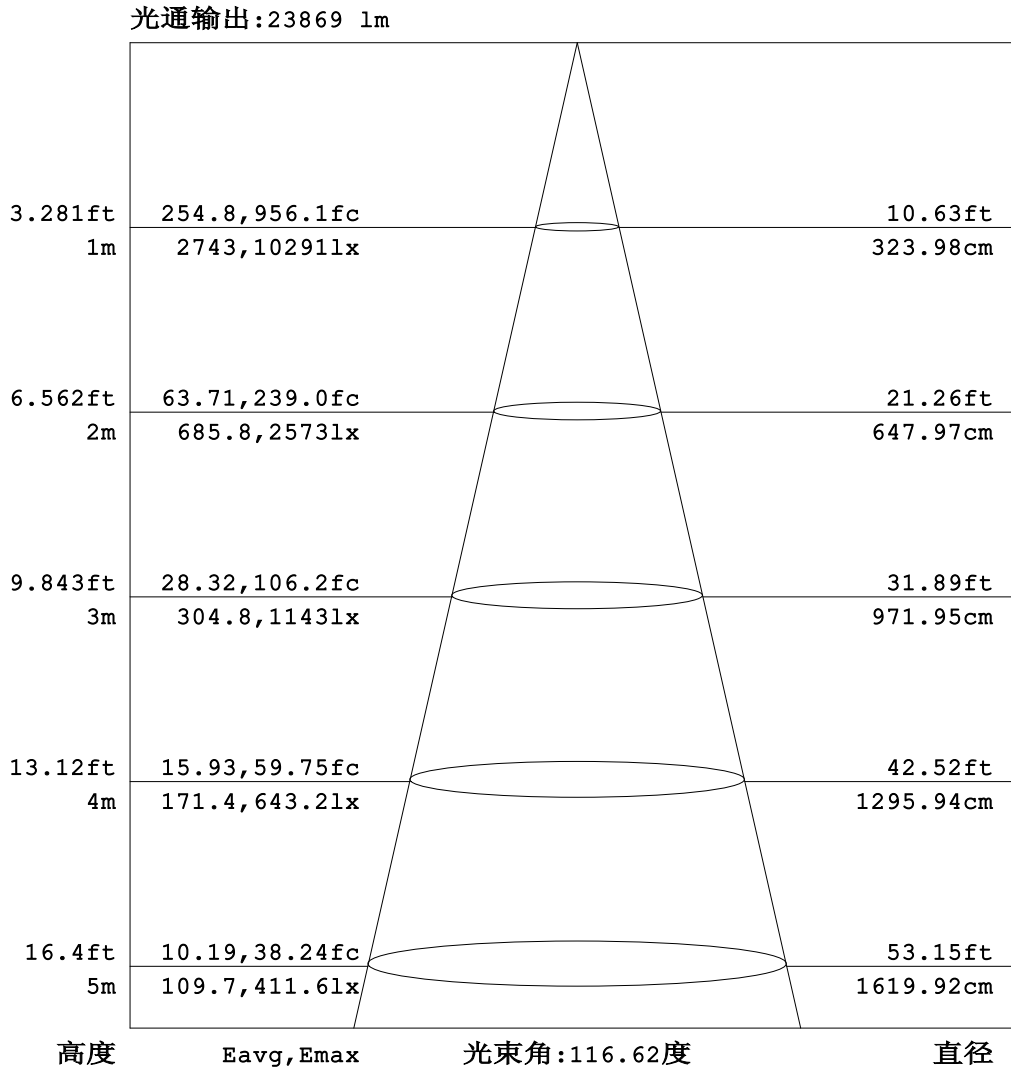 光通输出:23869 lm
3.281ft 254.8,956.1fc 10.63ft
1m 2743,10291lx 323.98cm
6.562ft 63.71,239.0fc 21.26ft
2m 685.8,2573lx 647.97cm
9.843ft 28.32,106.2fc 31.89ft
3m 304.8,1143lx 971.95cm
13.12ft 15.93,59.75fc 42.52ft
4m 171.4,643.2lx 1295.94cm
16.4ft 10.19,38.24fc 53.15ft
5m 109.7,411.6lx 1619.92cm
高度 Eavg,Emax 光束角:116.62度 直径